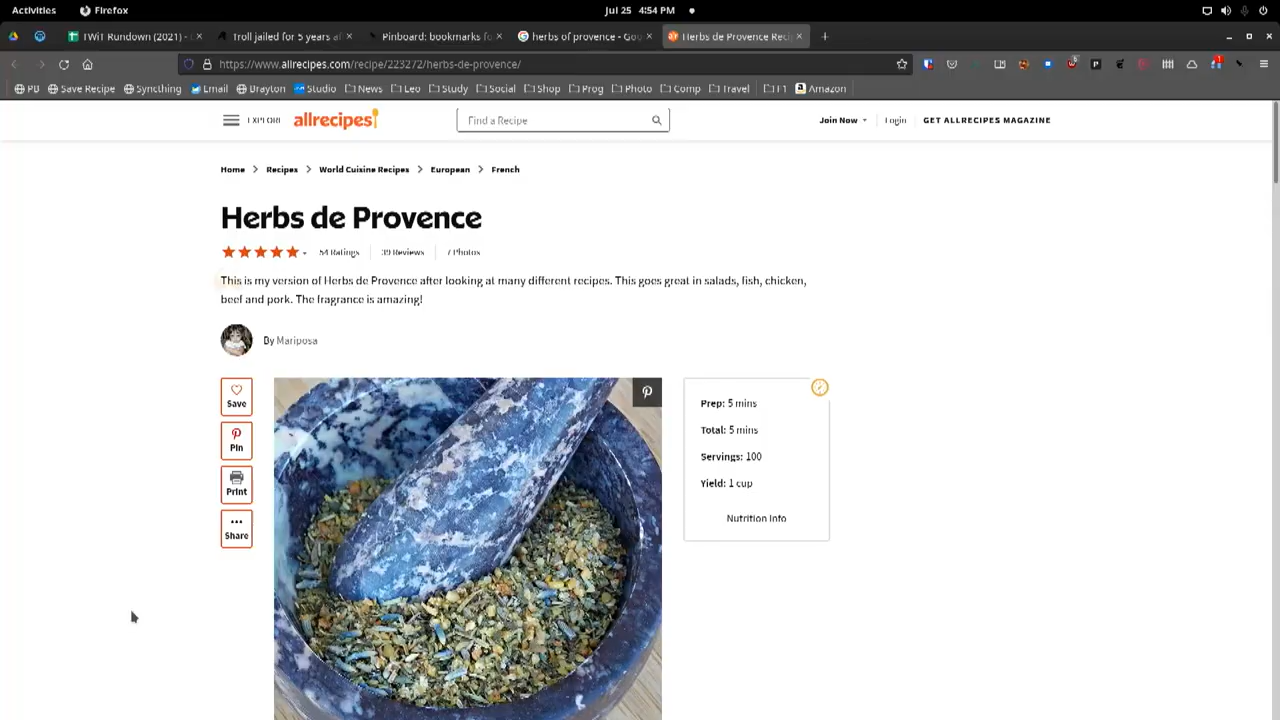 Activities Firefox Jul 25 4:54 PM
TWiT Rundown (2021) - Troll jailed for 5 years af Pinboard: bookmarks fo herbs of provence - Goo Herbs de Provence Reci
https://www.allrecipes.com/recipe/223272/herbs-de-provence/
PB Save Recipe Syncthing Email Brayton Studio News Leo Study Social Shop Prog Photo Comp Travel F1 Amazon
EXPLORE allrecipes Find a Recipe Join Now Login GET ALLRECIPES MAGAZINE
Home > Recipes > World Cuisine Recipes > European > French
Herbs de Provence
54 Ratings 39 Reviews 7 Photos
This is my version of Herbs de Provence after looking at many different recipes. This goes great in salads, fish, chicken,
beef and pork. The fragrance is amazing!
By Mariposa
Save
Pin
Print
Share
Prep: 5 mins
Total: 5 mins
Servings: 100
Yield: 1 cup
Nutrition Info